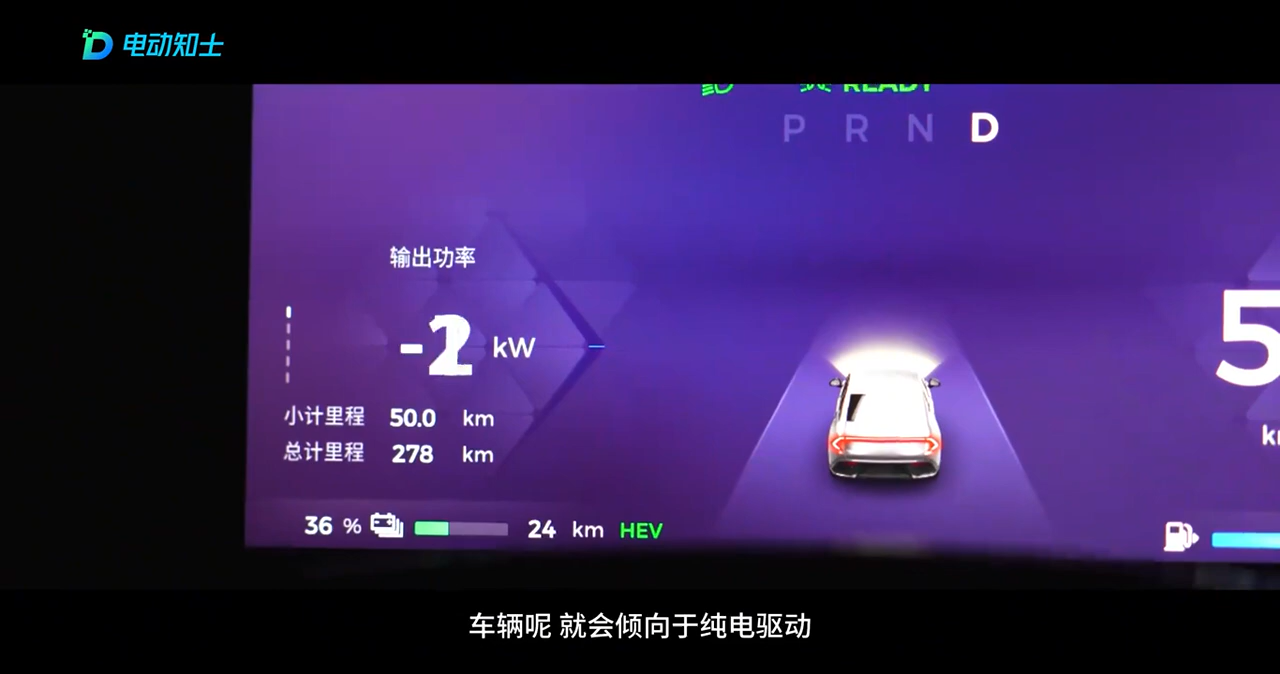 电动知士
READY
P R N D
输出功率
-2 kW
小计里程 50.0 km
总计里程 278 km
36 % 24 km HEV
车辆呢 就会倾向于纯电驱动